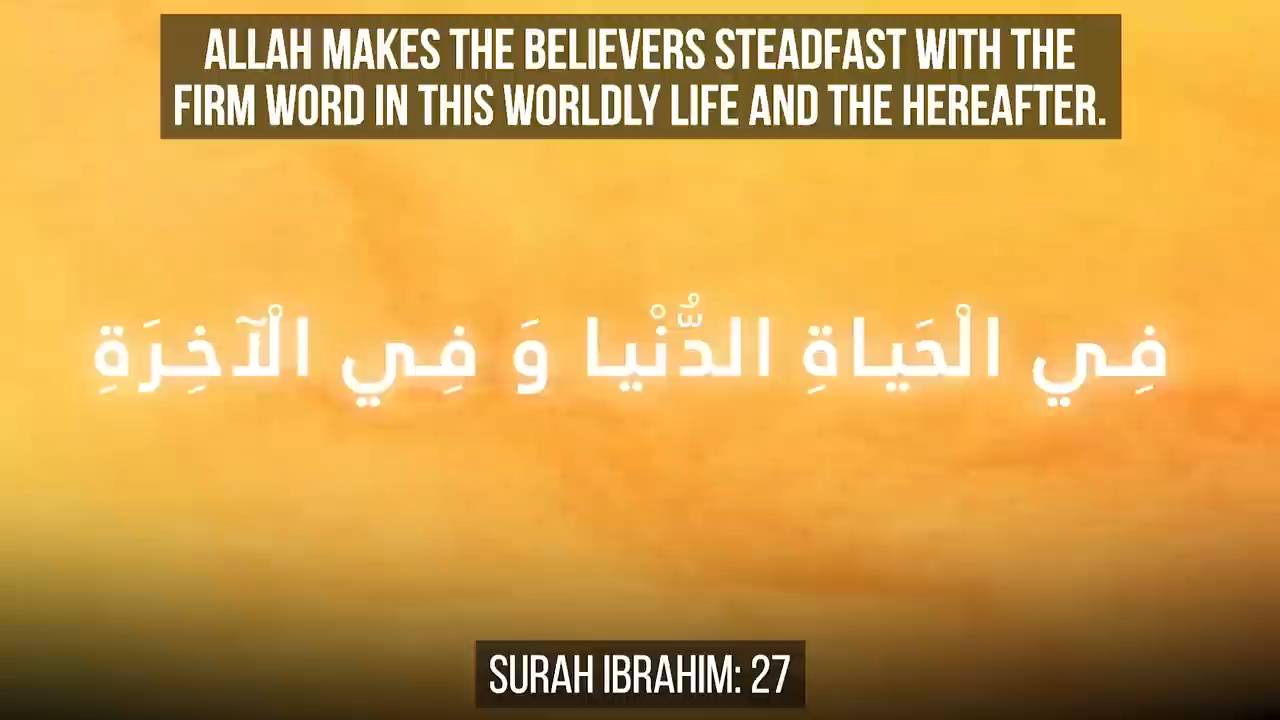 ALLAH MAKES THE BELIEVERS STEADFAST WITH THE
FIRM WORD IN THIS WORLDLY LIFE AND THE HEREAFTER.
فِي الْحَياةِ الدُّنْيا وَ فِي الْآخِرَةِ
SURAH IBRAHIM: 27